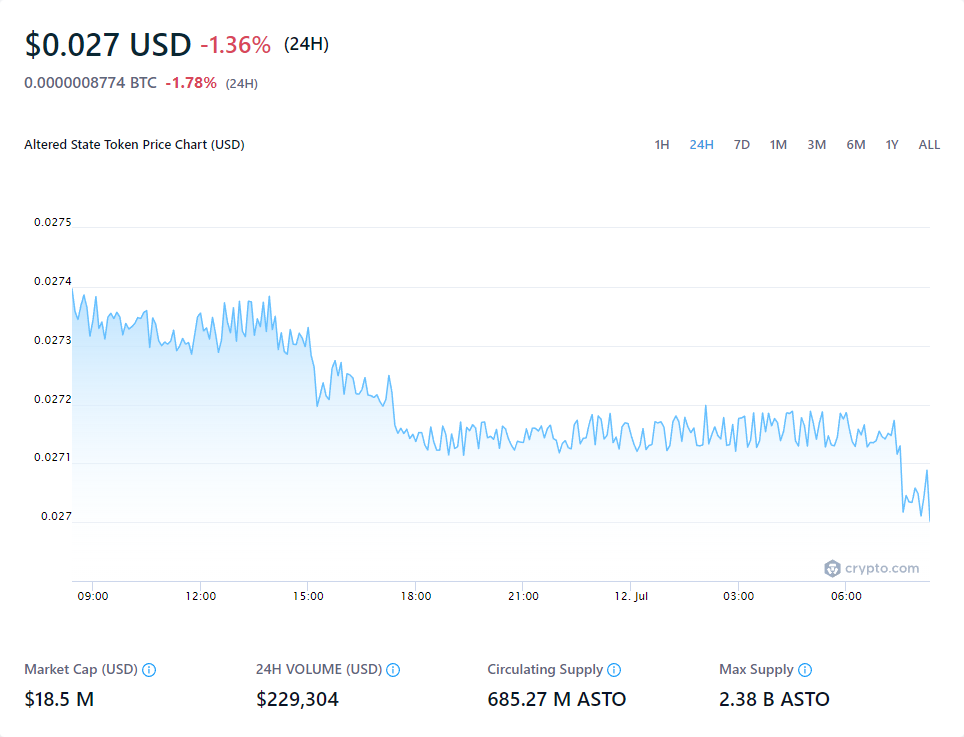 $0.027 USD -1.36% (24H)
0.0000008774 BTC -1.78% (24H)
Altered State Token Price Chart (USD) 1H 24H 7D 1M 3M 6M 1Y ALL
0.0275
0.0274
0.0273
0.0272
0.0271
0.027
crypto.com
09:00 12:00 15:00 18:00 21:00 12. Jul 03:00 06:00
Market Cap (USD) 24H VOLUME (USD) Circulating Supply Max Supply
$18.5 M $229,304 685.27 M ASTO 2.38 B ASTO